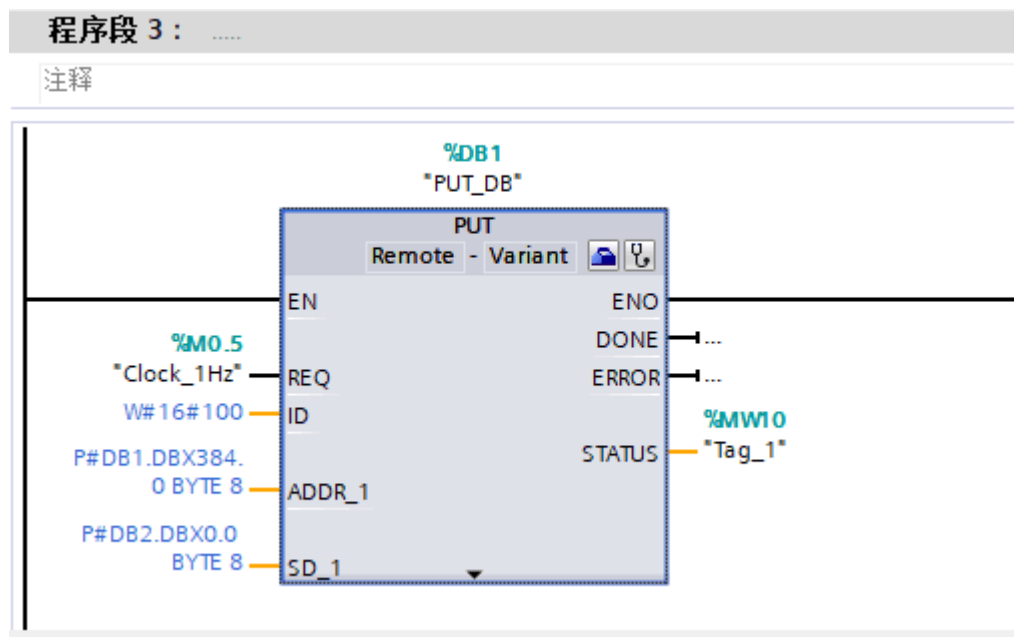 程序段 3： .....
注释
%DB1
"PUT_DB"
PUT
Remote - Variant
EN
ENO
%M0.5
"Clock_1Hz"
REQ
DONE
...
ERROR
...
W#16#100
ID
%MW10
"Tag_1"
STATUS
P#DB1.DBX384.
0 BYTE 8
ADDR_1
P#DB2.DBX0.0
BYTE 8
SD_1